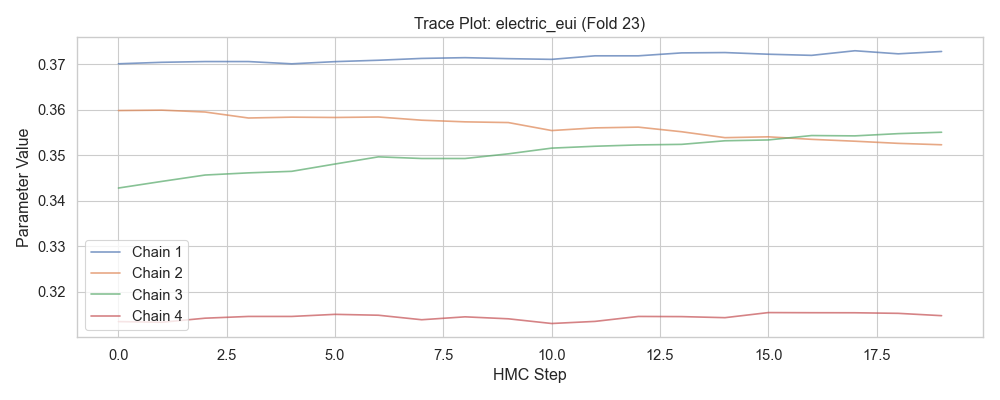 Trace Plot: electric_eui (Fold 23)
Parameter Value
0.37
0.36
0.35
0.34
0.33
0.32
Chain 1
Chain 2
Chain 3
Chain 4
0.0 2.5 5.0 7.5 10.0 12.5 15.0 17.5
HMC Step